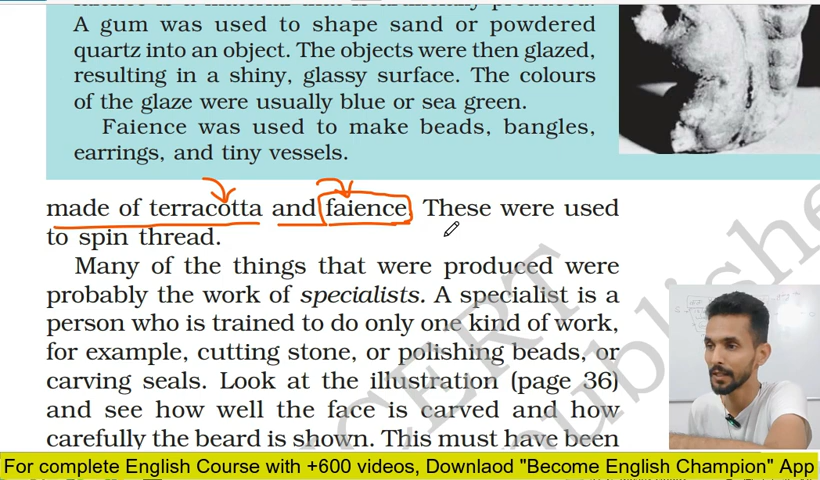 A gum was used to shape sand or powdered
quartz into an object. The objects were then glazed,
resulting in a shiny, glassy surface. The colours
of the glaze were usually blue or sea green.
Faience was used to make beads, bangles,
earrings, and tiny vessels.
made of terracotta and faience. These were used
to spin thread.
Many of the things that were produced were
probably the work of specialists. A specialist is a
person who is trained to do only one kind of work,
for example, cutting stone, or polishing beads, or
carving seals. Look at the illustration (page 36)
and see how well the face is carved and how
carefully the beard is shown. This must have been
For complete English Course with +600 videos, Downlaod "Become English Champion" App